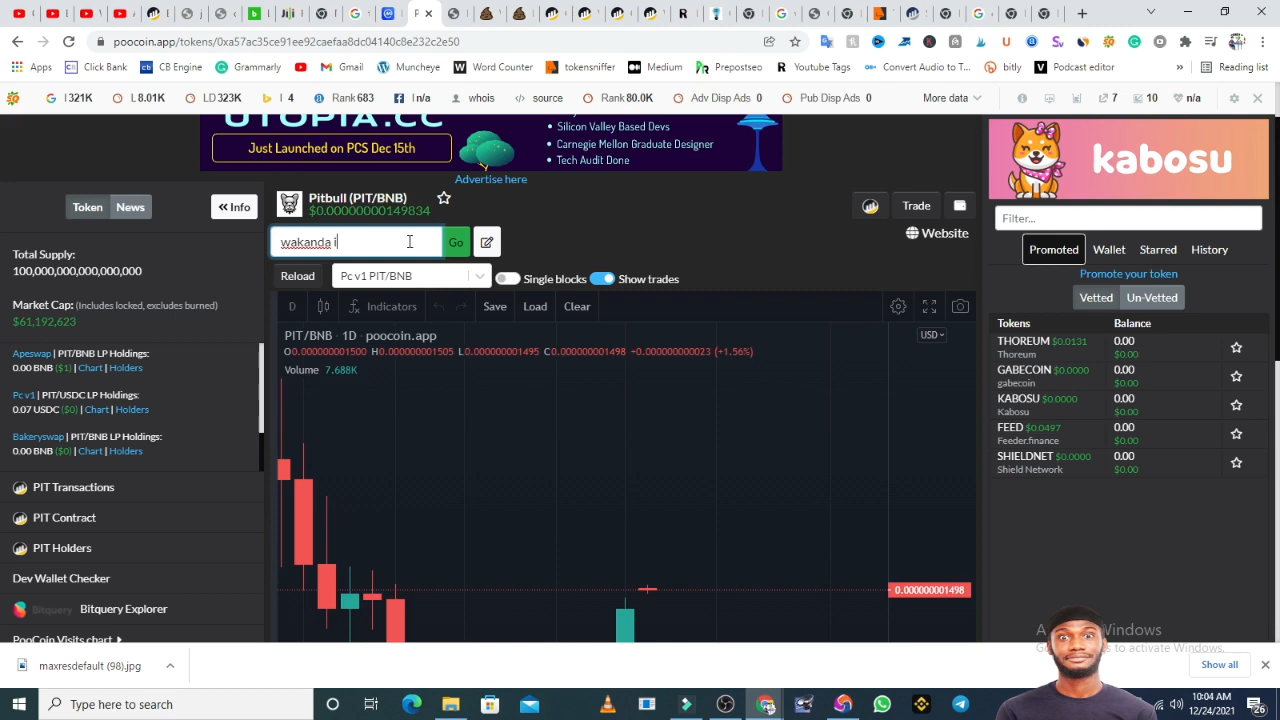 poocoin.app/tokens/0xa57ac35ce91ee92caefaa8dc04140c8e232c2e50
Apps
Click Bank
CB Engine
Grammarly
Gmail
Muncheye
Word Counter
tokensniffer
Medium
Prepostseo
Youtube Tags
Convert Audio to T...
bitly
Podcast editor
»
Reading list
I 321K
L 8.01K
LD 323K
I 4
Rank 683
I n/a
whois
source
Rank 80.0K
Adv Disp Ads 0
Pub Disp Ads 0
More data
7
10
n/a
UTOPIA.CC
Just Launched on PCS Dec 15th
• Silicon Valley Based Devs
• Carnegie Mellon Graduate Designer
• Tech Audit Done
Advertise here
kabosu
Token
News
« Info
Pitbull (PIT/BNB)
$0.00000000149834
Trade
Website
wakanda i
Go
Reload
Pc v1 PIT/BNB
Single blocks
Show trades
Total Supply:
100,000,000,000,000,000
Market Cap: (Includes locked, excludes burned)
$61,192,623
Apeswap | PIT/BNB LP Holdings:
0.00 BNB ($1) | Chart | Holders
Pc v1 | PIT/USDC LP Holdings:
0.07 USDC ($0) | Chart | Holders
Bakeryswap | PIT/BNB LP Holdings:
0.00 BNB ($0) | Chart | Holders
PIT Transactions
PIT Contract
PIT Holders
Dev Wallet Checker
Bitquery Bitquery Explorer
PooCoin Visits chart
D
Indicators
Save
Load
Clear
PIT/BNB · 1D · poocoin.app
USD
O0.000000001500 H0.000000001505 L0.000000001495 C0.000000001498 +0.000000000023 (+1.56%)
Volume 7.688K
0.000000001498
Filter...
Promoted
Wallet
Starred
History
Promote your token
Vetted
Un-Vetted
Tokens Balance
THOREUM $0.0131 0.00
Thoreum $0.00
GABECOIN $0.0000 0.00
gabecoin $0.00
KABOSU $0.0000 0.00
Kabosu $0.00
FEED $0.0497 0.00
Feeder.finance $0.00
SHIELDNET $0.0000 0.00
Shield Network $0.00
Windows
to activate Windows.
maxresdefault (98).jpg
Show all
Type here to search
10:04 AM
12/24/2021
26